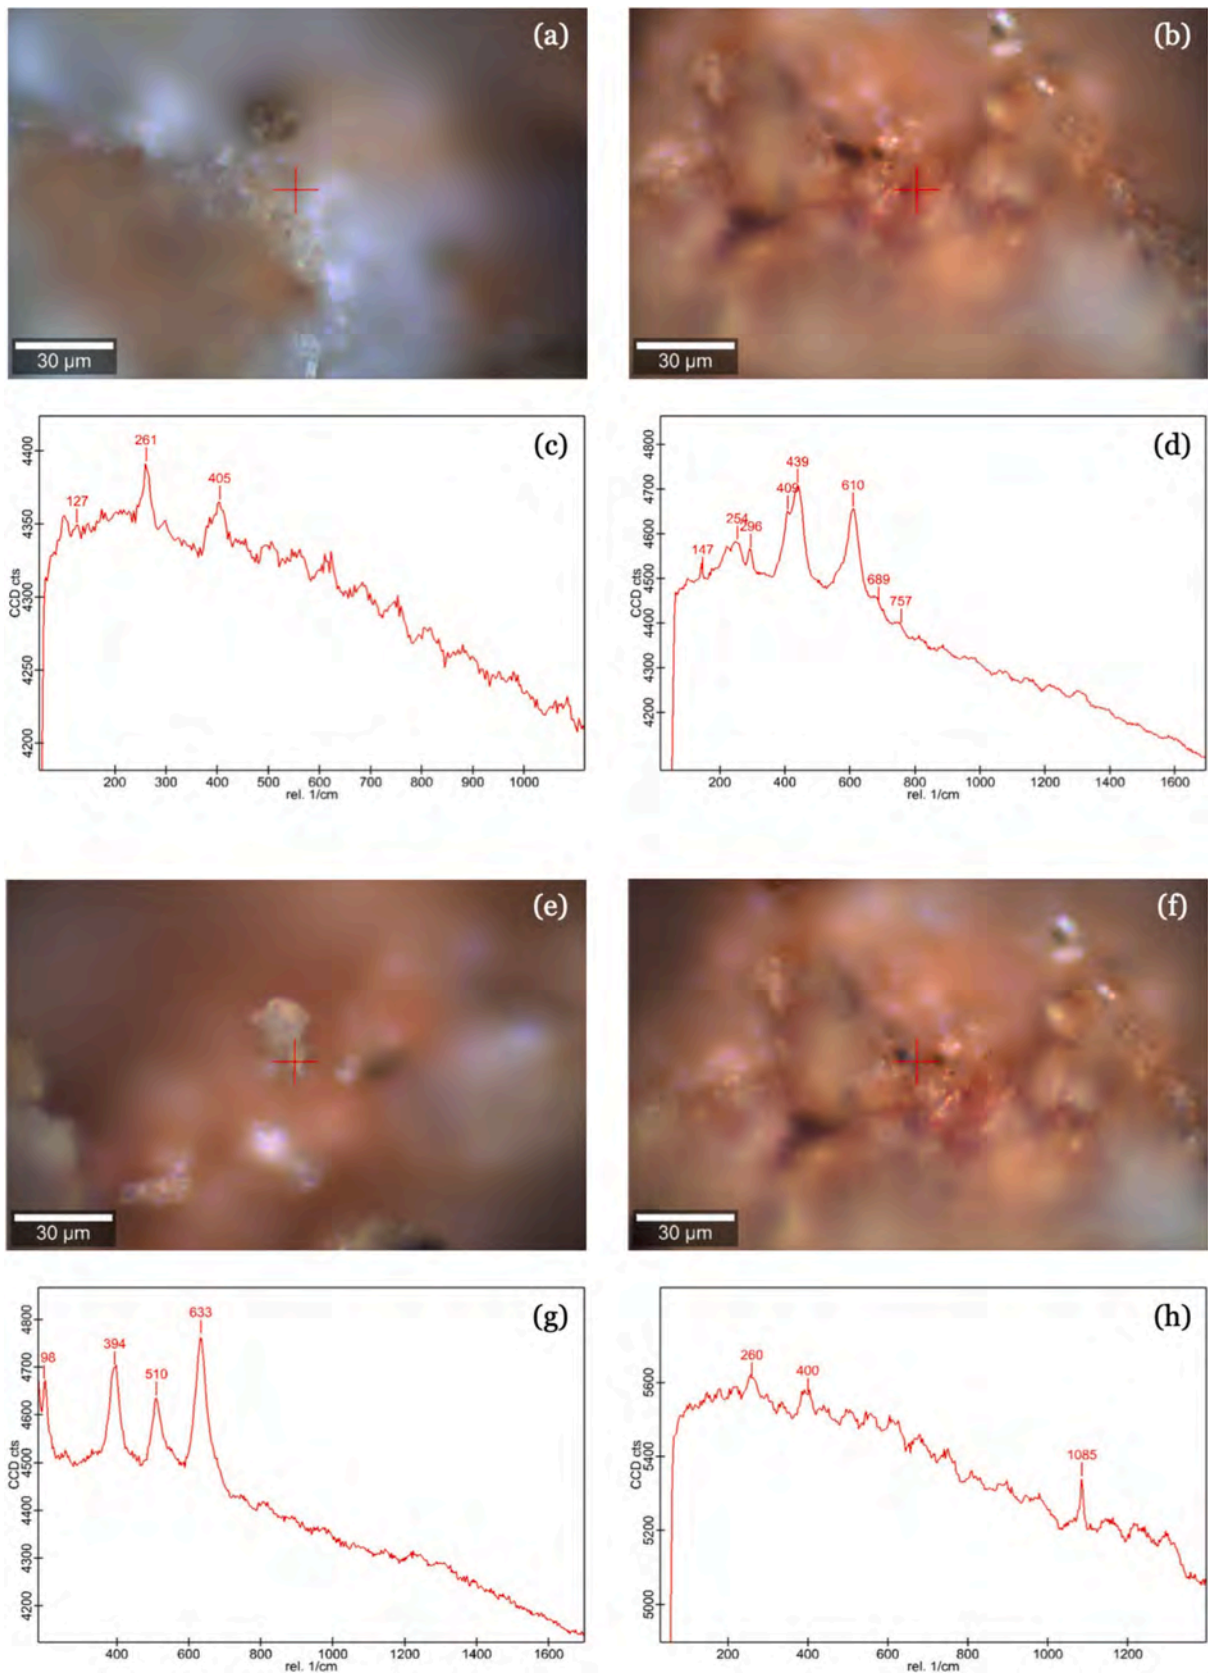 (a)
30 µm
(b)
30 µm
(c)
261
127
405
4400
4350
4300
4250
4200
CCD cts
200 300 400 500 600 700 800 900 1000
rel. 1/cm
(d)
439
409
610
254
296
147
689
757
4800
4700
4600
4500
4400
4300
4200
CCD cts
200 400 600 800 1000 1200 1400 1600
rel. 1/cm
(e)
30 µm
(f)
30 µm
(g)
633
394
98
510
4800
4700
4600
4500
4400
4300
4200
CCD cts
400 600 800 1000 1200 1400 1600
rel. 1/cm
(h)
260
400
1085
5600
5400
5200
5000
CCD cts
200 400 600 800 1000 1200
rel. 1/cm